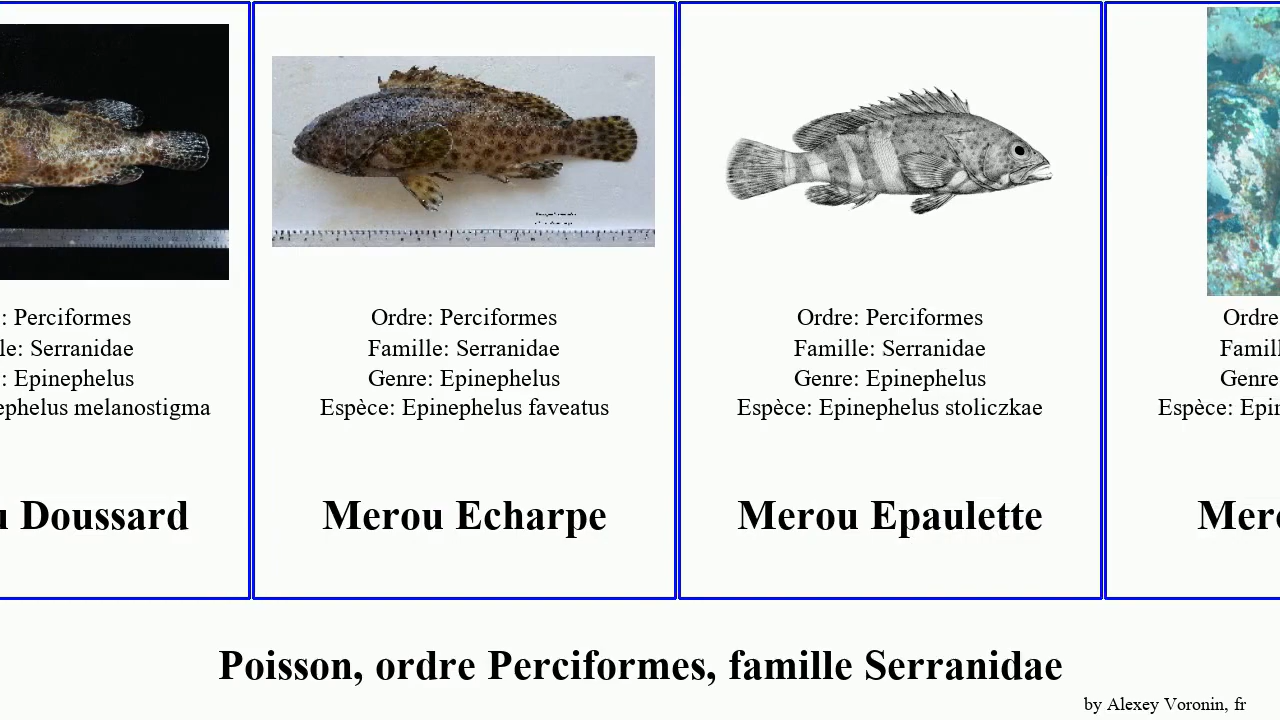 : Perciformes
le: Serranidae
: Epinephelus
ephelus melanostigma
u Doussard
Ordre: Perciformes
Famille: Serranidae
Genre: Epinephelus
Espèce: Epinephelus faveatus
Merou Echarpe
Ordre: Perciformes
Famille: Serranidae
Genre: Epinephelus
Espèce: Epinephelus stoliczkae
Merou Epaulette
Ordre
Famill
Genre
Espèce: Epin
Mero
Poisson, ordre Perciformes, famille Serranidae
by Alexey Voronin, fr